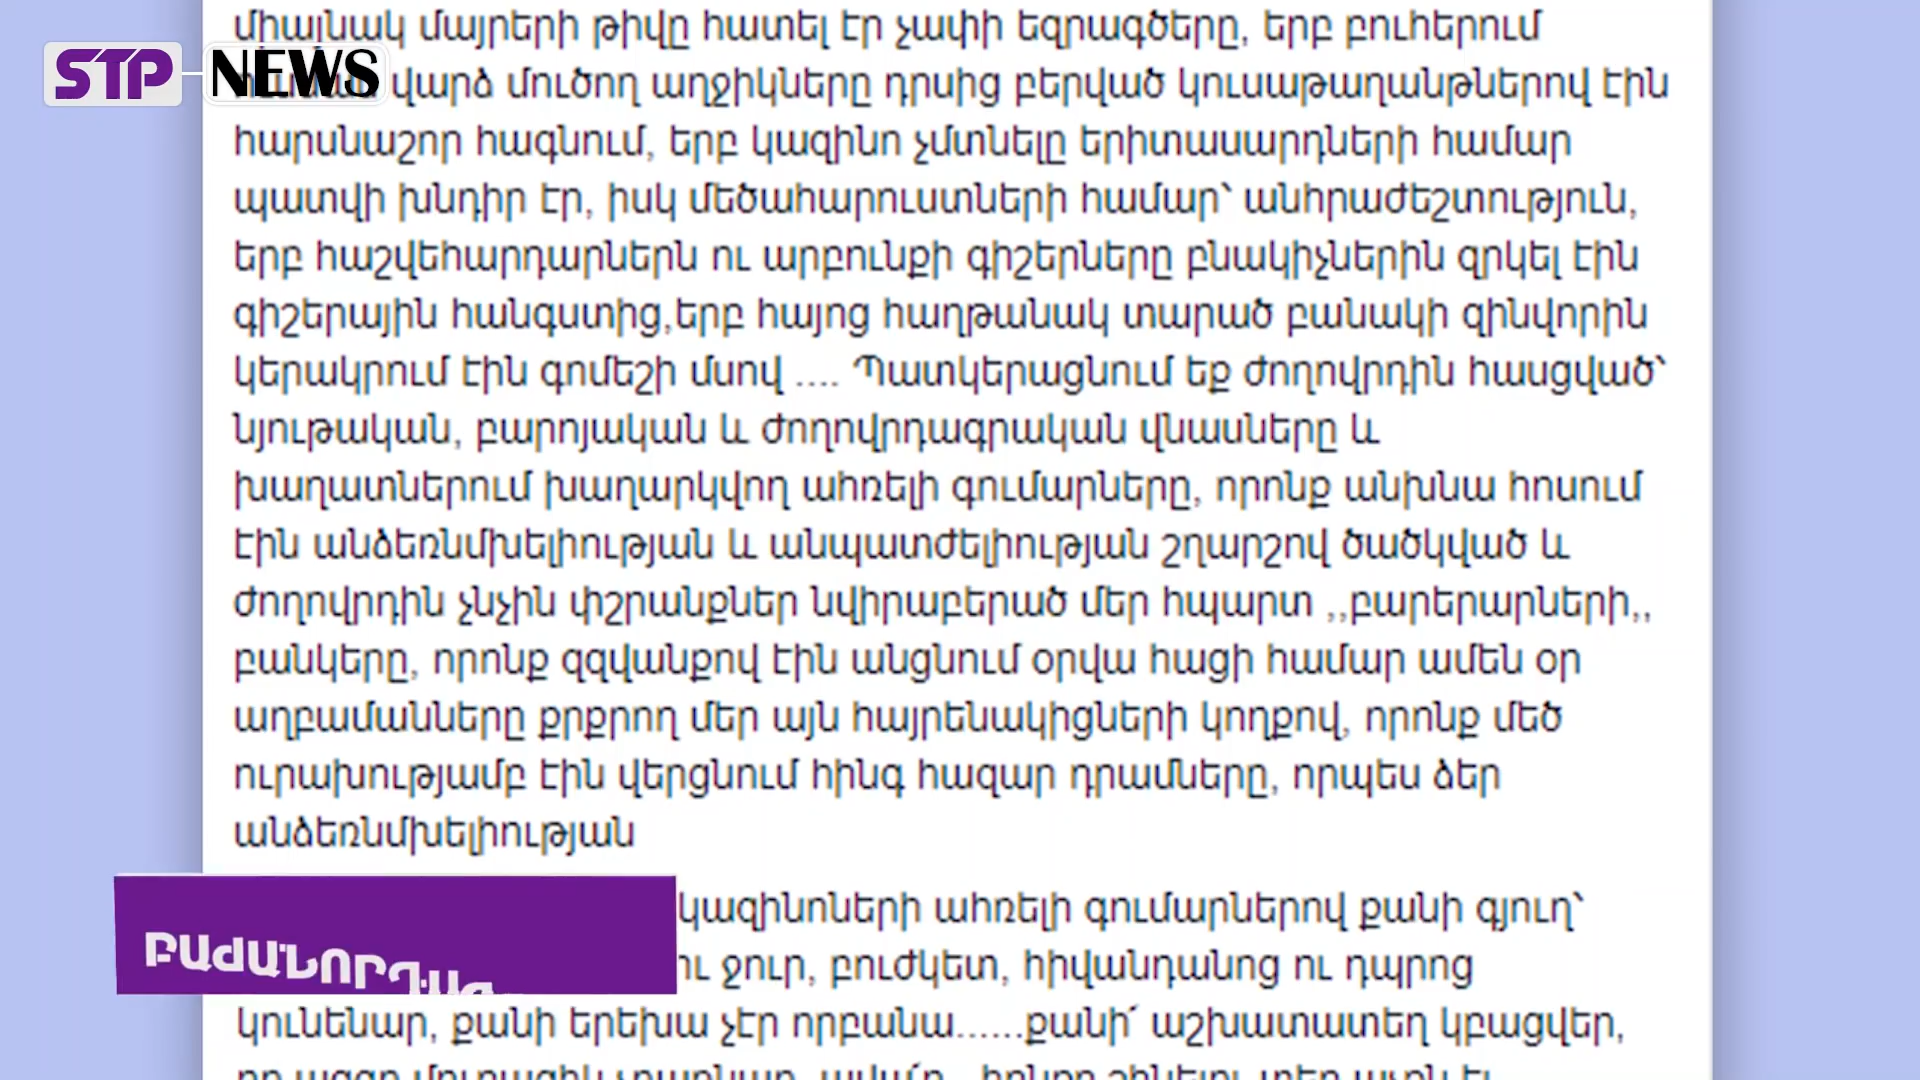 միայնակ մայրերի թիվը հատել էր չափի եզրագծերը, երբ բուհերում
STP NEWS
վարձ մուծող աղջիկները դրսից բերված կուսաթաղանթներով էին
հարսնաշոր հագնում, երբ կազինո չմտնելը երիտասարդների համար
պատվի խնդիր էր, իսկ մեծահարուստների համար՝ անհրաժեշտություն,
երբ հաշվեհարդարներն ու արբունքի գիշերները բնակիչներին զրկել էին
գիշերային հանգստից,երբ հայոց հաղթանակ տարած բանակի զինվորին
կերակրում էին գոմեշի մսով .... Պատկերացնում եք ժողովրդին հասցված՝
նյութական, բարոյական և ժողովրդագրական վնասները և
խաղատներում խաղարկվող ահռելի գումարները, որոնք անխնա հոսում
էին անձեռնմխելիության և անպատժելիության շղարշով ծածկված և
ժողովրդին չնչին փշրանքներ նվիրաբերած մեր հպարտ ,,բարերարների,,
բանկերը, որոնք զզվանքով էին անցնում օրվա հացի համար ամեն օր
աղբամանները քրքրող մեր այն հայրենակիցների կողքով, որոնք մեծ
ուրախությամբ էին վերցնում հինգ հազար դրամները, որպես ձեր
անձեռնմխելիության
կազինոների ահռելի գումարներով քանի գյուղ՝
ջուր, բուժկետ, հիվանդանոց ու դպրոց
կունենար, քանի երեխա չէր որբանա......քանի՛ աշխատատեղ կբացվեր,